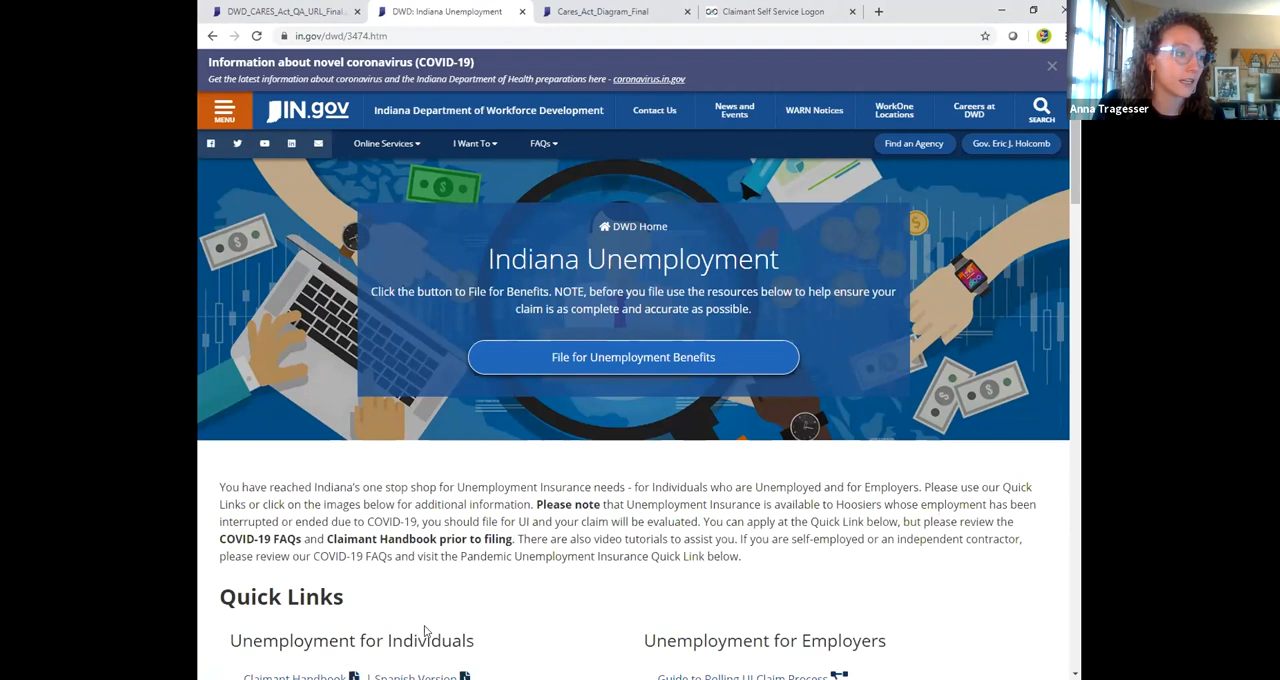 DWD_CARES_Act_QA_URL_Final...
DWD: Indiana Unemployment
Cares_Act_Diagram_Final
Claimant Self Service Logon
in.gov/dwd/3474.htm
Information about novel coronavirus (COVID-19)
Get the latest information about coronavirus and the Indiana Department of Health preparations here - coronavirus.in.gov
Anna Tragesser
MENU
IN.gov
Indiana Department of Workforce Development
Contact Us
News and
Events
WARN Notices
WorkOne
Locations
Careers at
DWD
SEARCH
Online Services
I Want To
FAQs
Find an Agency
Gov. Eric J. Holcomb
DWD Home
Indiana Unemployment
Click the button to File for Benefits. NOTE, before you file use the resources below to help ensure your
claim is as complete and accurate as possible.
File for Unemployment Benefits
You have reached Indiana's one stop shop for Unemployment Insurance needs - for Individuals who are Unemployed and for Employers. Please use our Quick
Links or click on the images below for additional information. Please note that Unemployment Insurance is available to Hoosiers whose employment has been
interrupted or ended due to COVID-19, you should file for UI and your claim will be evaluated. You can apply at the Quick Link below, but please review the
COVID-19 FAQs and Claimant Handbook prior to filing. There are also video tutorials to assist you. If you are self-employed or an independent contractor,
please review our COVID-19 FAQs and visit the Pandemic Unemployment Insurance Quick Link below.
Quick Links
Unemployment for Individuals
Unemployment for Employers
Claimant Handbook | Spanish Version
Guide to Polling UI Claim Process